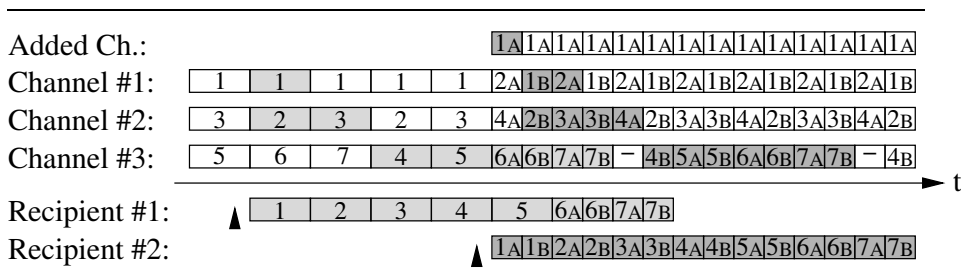 Added Ch.: 1A 1A 1A 1A 1A 1A 1A 1A 1A 1A 1A 1A 1A 1A
Channel #1: 1 1 1 1 1 2A 1B 2A 1B 2A 1B 2A 1B 2A 1B 2A 1B 2A 1B
Channel #2: 3 2 3 2 3 4A 2B 3A 3B 4A 2B 3A 3B 4A 2B 3A 3B 4A 2B
Channel #3: 5 6 7 4 5 6A 6B 7A 7B – 4B 5A 5B 6A 6B 7A 7B – 4B
t
Recipient #1: 1 2 3 4 5 6A 6B 7A 7B
Recipient #2: 1A 1B 2A 2B 3A 3B 4A 4B 5A 5B 6A 6B 7A 7B